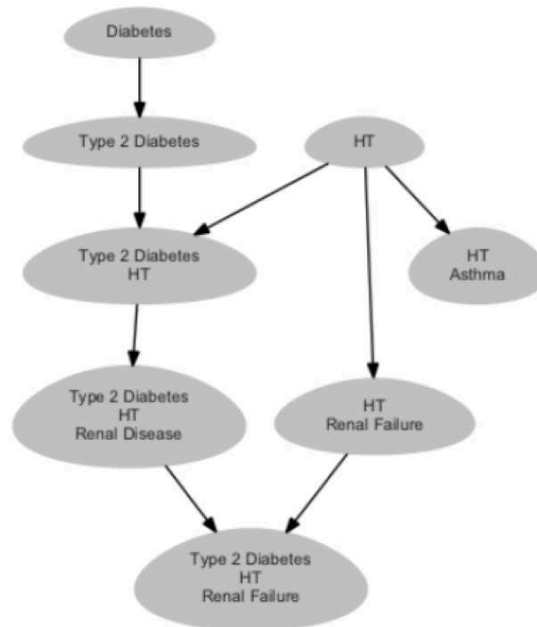 Diabetes
Type 2 Diabetes
HT
Type 2 Diabetes
HT
HT
Asthma
Type 2 Diabetes
HT
Renal Disease
HT
Renal Failure
Type 2 Diabetes
HT
Renal Failure